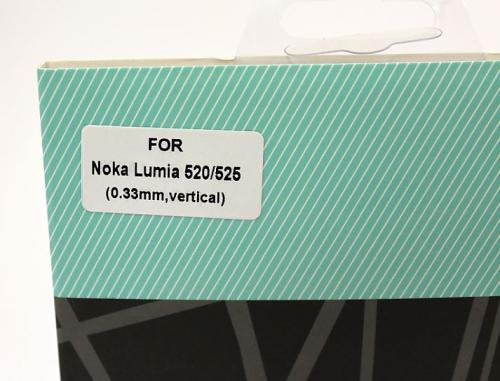 FOR
Noka Lumia 520/525
(0.33mm,vertical)